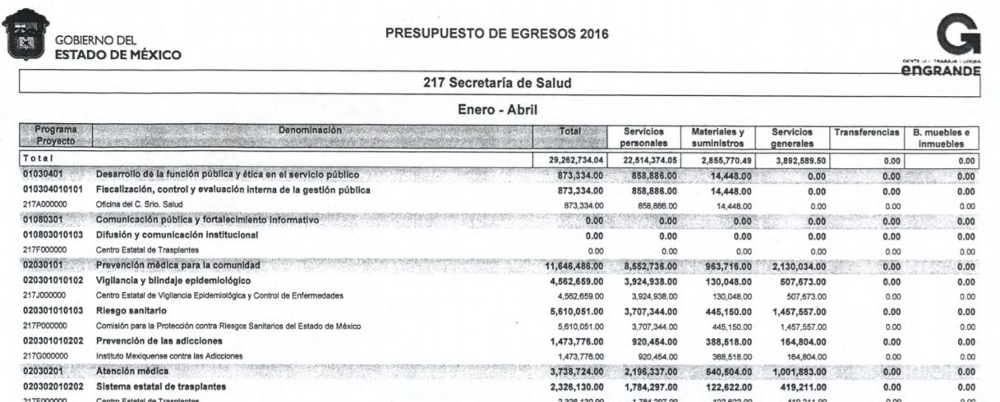 GOBIERNO DEL
ESTADO DE MÉXICO
PRESUPUESTO DE EGRESOS 2016
enGRANDE
217 Secretaría de Salud
Enero - Abril
Programa Proyecto Denominación Total Servicios personales Materiales y suministros Servicios generales Transferencias B. muebles e inmuebles
Total 29,262,734.04 22,514,374.05 2,855,770.49 3,892,589.50 0.00 0.00
01030401 Desarrollo de la función pública y ética en el servicio público 873,334.00 858,886.00 14,448.00 0.00 0.00 0.00
010304010101 Fiscalización, control y evaluación interna de la gestión pública 873,334.00 858,886.00 14,448.00 0.00 0.00 0.00
217A000000 Oficina del C. Srio. Salud 873,334.00 858,886.00 14,448.00 0.00 0.00 0.00
01080301 Comunicación pública y fortalecimiento informativo 0.00 0.00 0.00 0.00 0.00 0.00
010803010103 Difusión y comunicación institucional 0.00 0.00 0.00 0.00 0.00 0.00
217F000000 Centro Estatal de Trasplantes 0.00 0.00 0.00 0.00 0.00 0.00
02030101 Prevención médica para la comunidad 11,646,486.00 8,552,736.00 963,716.00 2,130,034.00 0.00 0.00
020301010102 Vigilancia y blindaje epidemiológico 4,562,659.00 3,924,938.00 130,048.00 507,673.00 0.00 0.00
217J000000 Centro Estatal de Vigilancia Epidemiológica y Control de Enfermedades 4,562,659.00 3,924,938.00 130,048.00 507,673.00 0.00 0.00
020301010103 Riesgo sanitario 5,610,051.00 3,707,344.00 445,150.00 1,457,557.00 0.00 0.00
217P000000 Comisión para la Protección contra Riesgos Sanitarios del Estado de México 5,610,051.00 3,707,344.00 445,150.00 1,457,557.00 0.00 0.00
020301010202 Prevención de las adicciones 1,473,776.00 920,454.00 388,518.00 164,804.00 0.00 0.00
217G000000 Instituto Mexiquense contra las Adicciones 1,473,776.00 920,454.00 388,518.00 164,804.00 0.00 0.00
02030201 Atención médica 3,738,724.00 2,196,337.00 540,504.00 1,001,883.00 0.00 0.00
020302010202 Sistema estatal de trasplantes 2,326,130.00 1,784,297.00 122,622.00 419,211.00 0.00 0.00
217F000000 Centro Estatal de Trasplantes 2,326,130.00 1,784,297.00 122,622.00 419,211.00 0.00 0.00